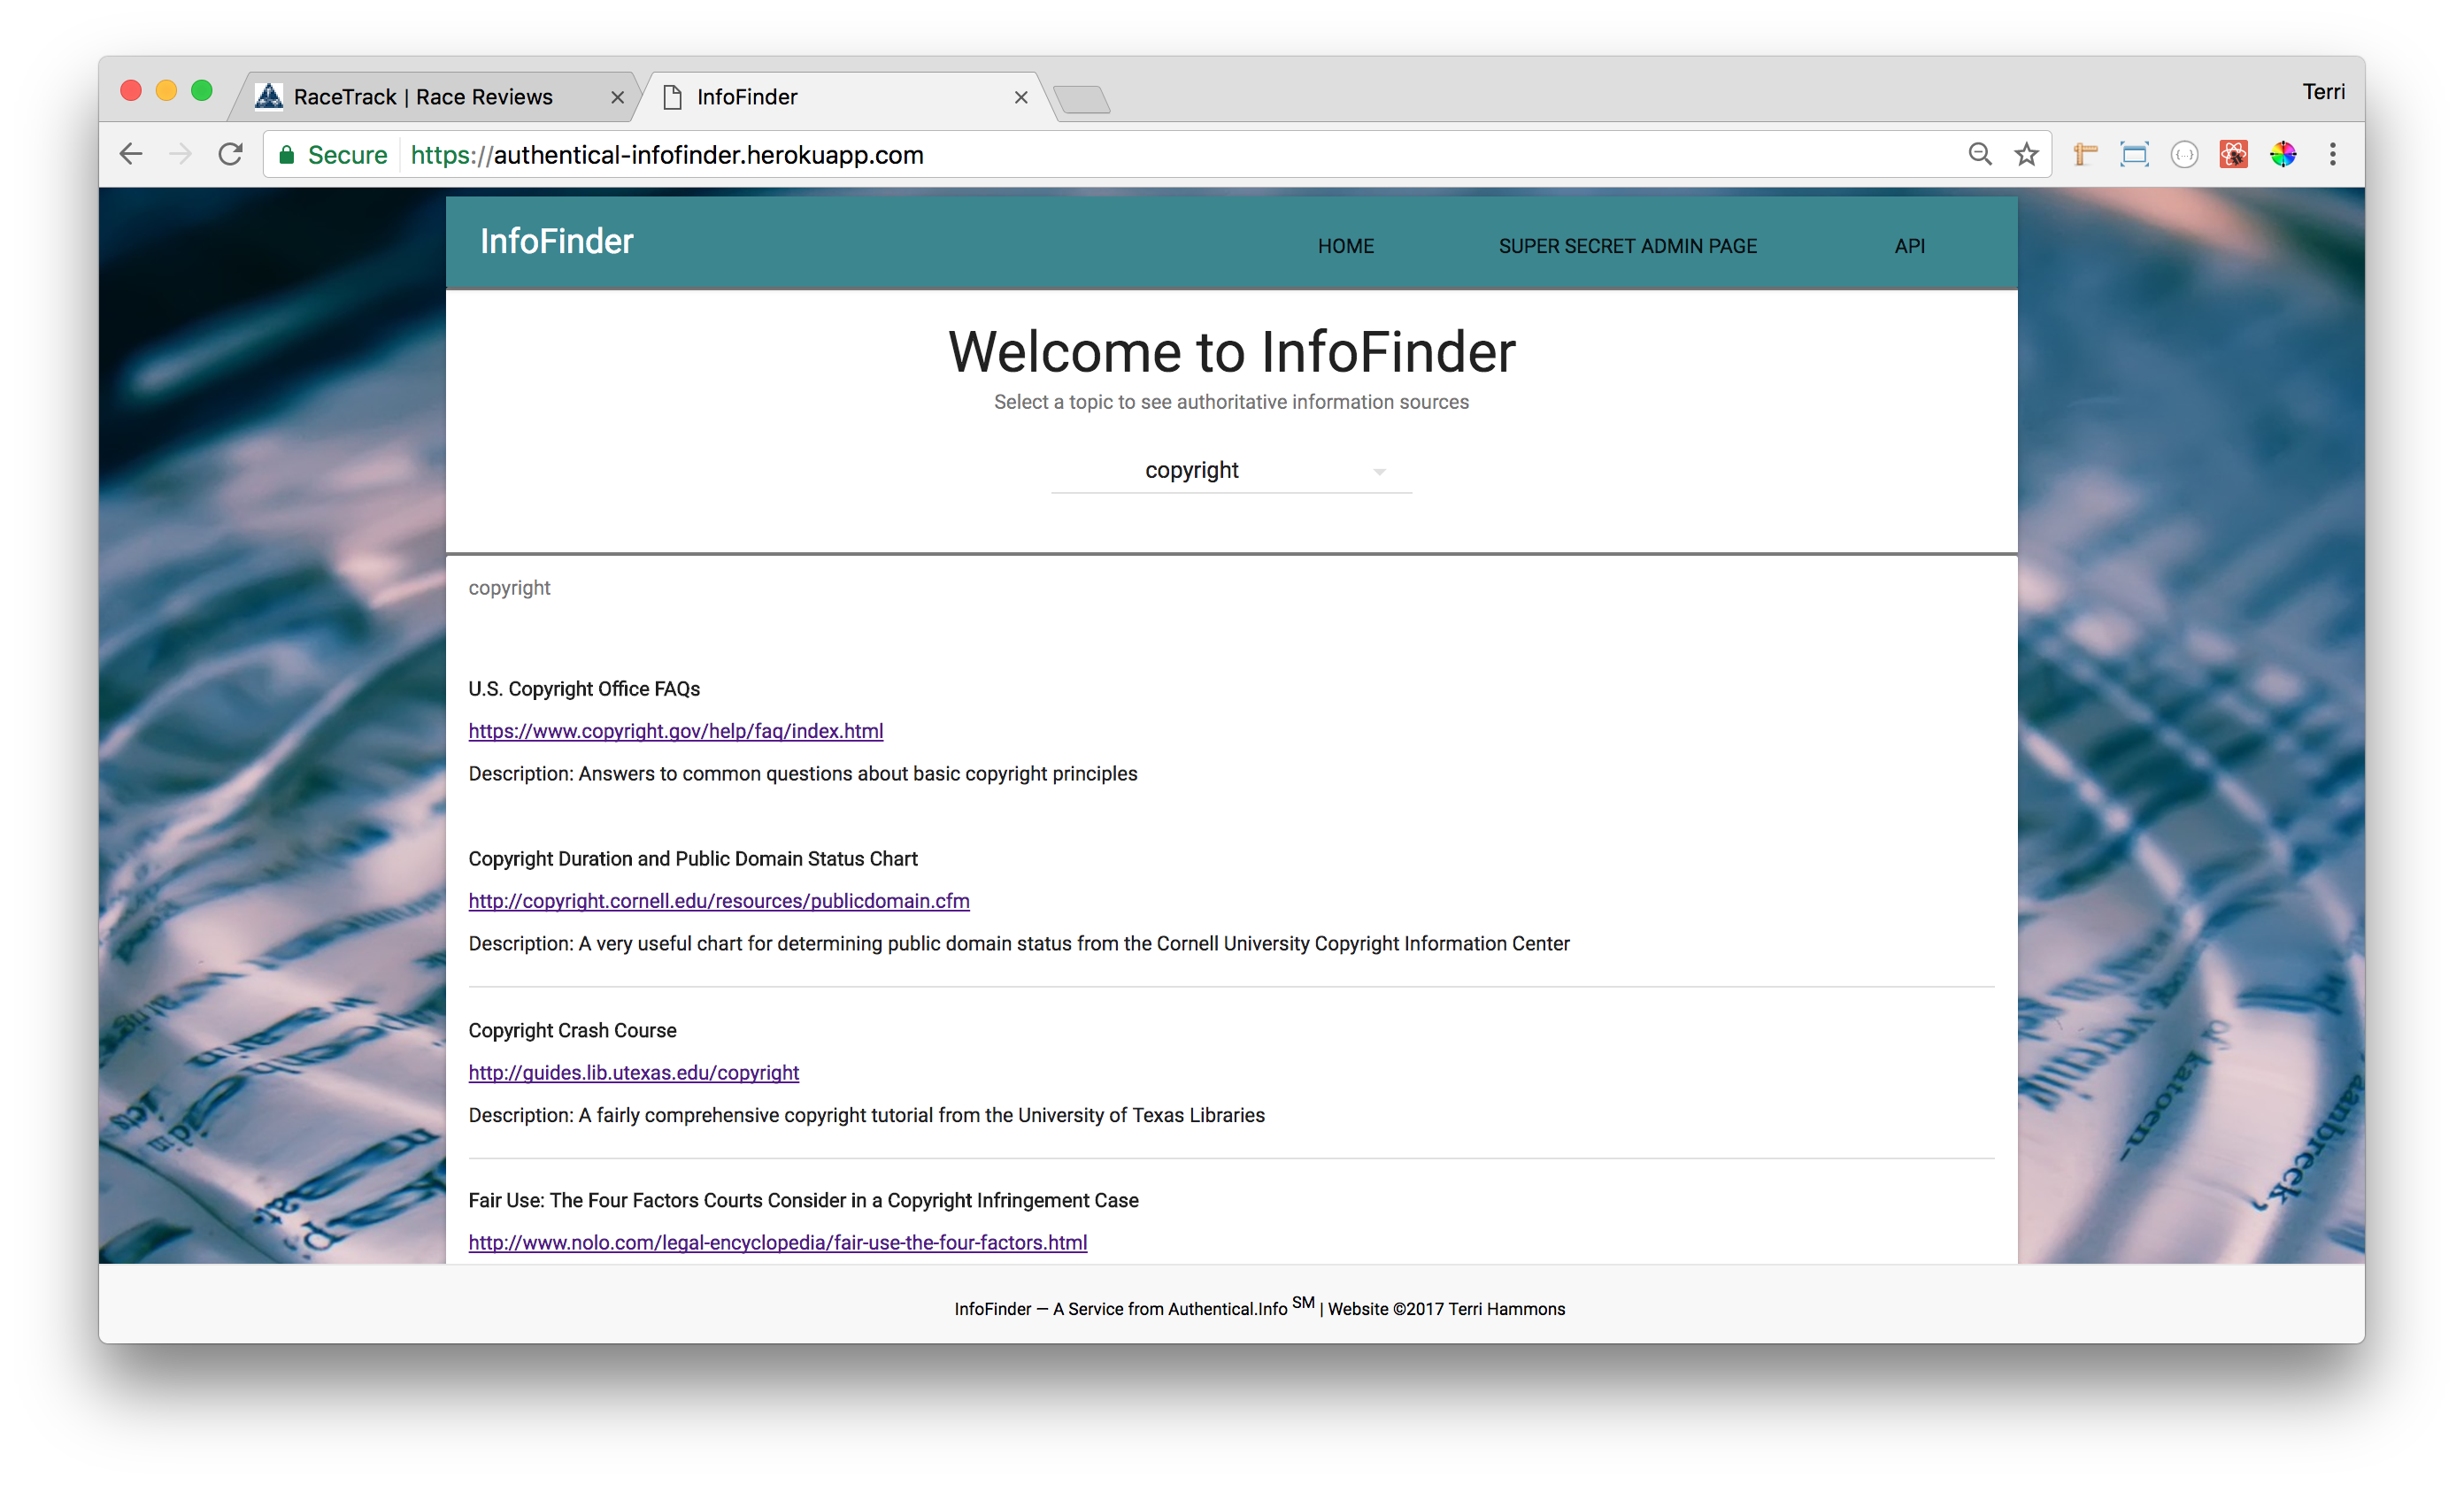 RaceTrack | Race Reviews
InfoFinder
Terri
Secure
https://authentical-infofinder.herokuapp.com
InfoFinder
HOME
SUPER SECRET ADMIN PAGE
API
Welcome to InfoFinder
Select a topic to see authoritative information sources
copyright
copyright
U.S. Copyright Office FAQs
https://www.copyright.gov/help/faq/index.html
Description: Answers to common questions about basic copyright principles
Copyright Duration and Public Domain Status Chart
http://copyright.cornell.edu/resources/publicdomain.cfm
Description: A very useful chart for determining public domain status from the Cornell University Copyright Information Center
Copyright Crash Course
http://guides.lib.utexas.edu/copyright
Description: A fairly comprehensive copyright tutorial from the University of Texas Libraries
Fair Use: The Four Factors Courts Consider in a Copyright Infringement Case
http://www.nolo.com/legal-encyclopedia/fair-use-the-four-factors.html
InfoFinder — A Service from Authentical.Info SM | Website ©2017 Terri Hammons